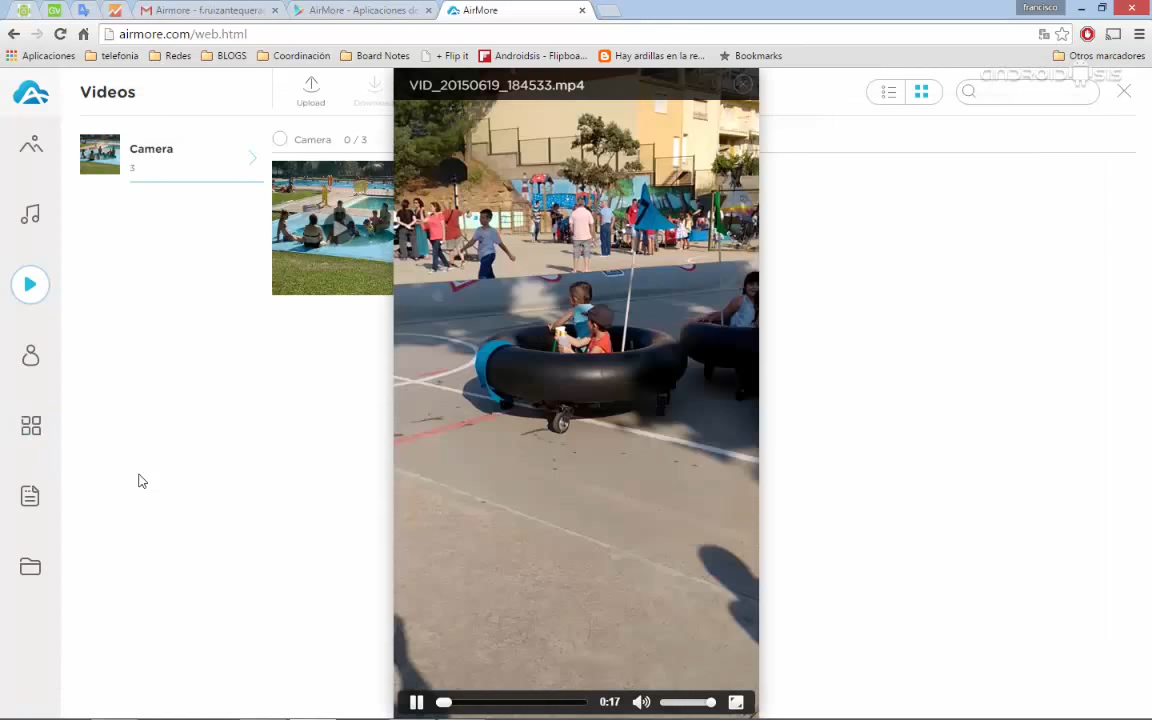 Airmore - f.ruizantequera
AirMore - Aplicaciones de
AirMore
francisco
airmore.com/web.html
Aplicaciones
telefonia
Redes
BLOGS
Coordinación
Board Notes
+ Flip it
Androidsis - Flipboa...
Hay ardillas en la re...
Bookmarks
Otros marcadores
Videos
Upload
VID_20150619_184533.mp4
ANDROIDSIS
Camera
3
Camera 0 / 3
0:17